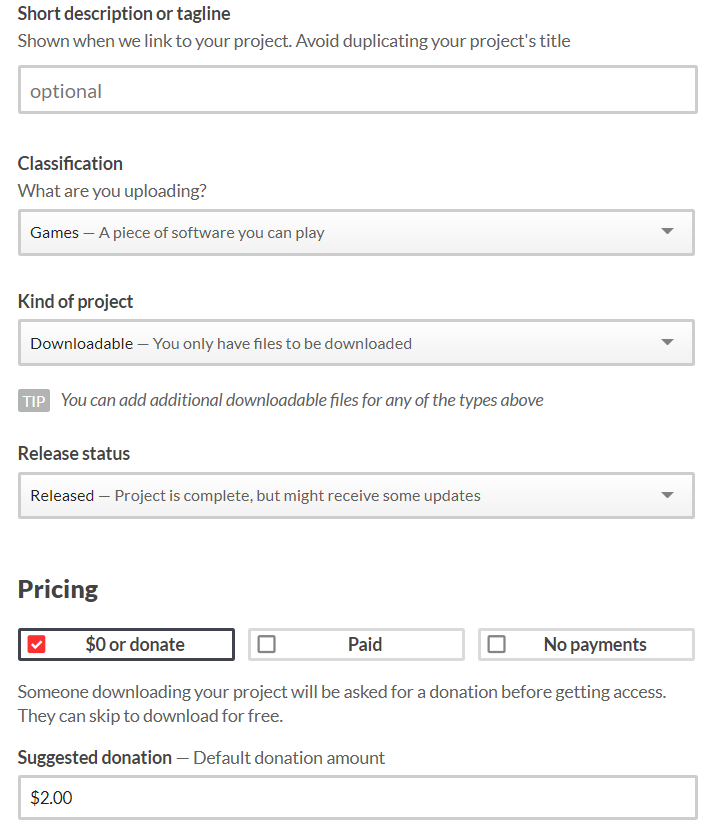 Short description or tagline
Shown when we link to your project. Avoid duplicating your project's title
optional
Classification
What are you uploading?
Games — A piece of software you can play
Kind of project
Downloadable — You only have files to be downloaded
TIP You can add additional downloadable files for any of the types above
Release status
Released — Project is complete, but might receive some updates
Pricing
$0 or donate Paid No payments
Someone downloading your project will be asked for a donation before getting access.
They can skip to download for free.
Suggested donation — Default donation amount
$2.00